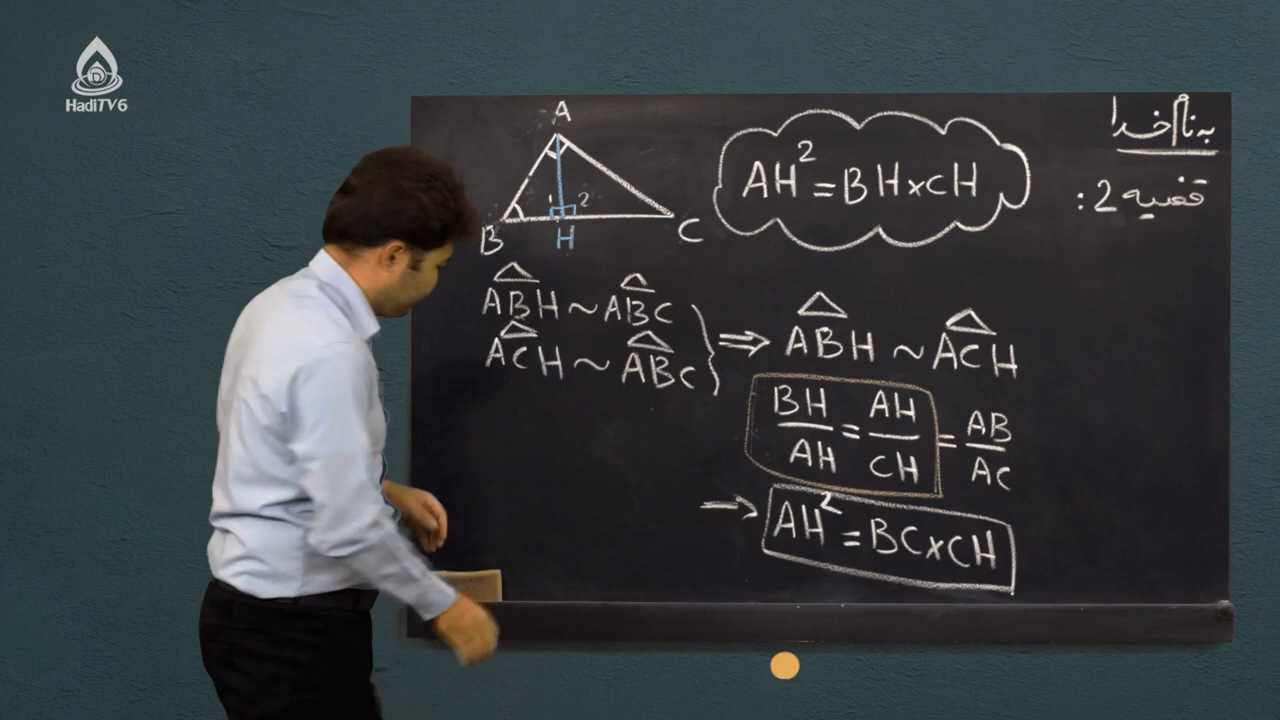 HadiTV6
به نام خدا
قضیه 2 :
A
B
H
C
1
2
AH² = BH×CH
ABH ~ ABC
ACH ~ ABC
} ⇒ ABH ~ ACH
BH/AH = AH/CH = AB/AC
⇒ AH² = BC×CH